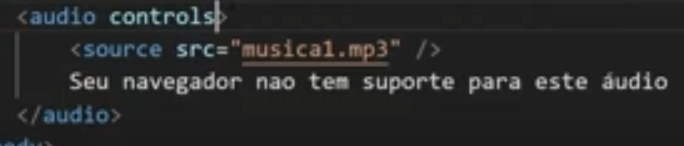 <audio controls>
<source src="musica1.mp3" />
Seu navegador nao tem suporte para este áudio
</audio>